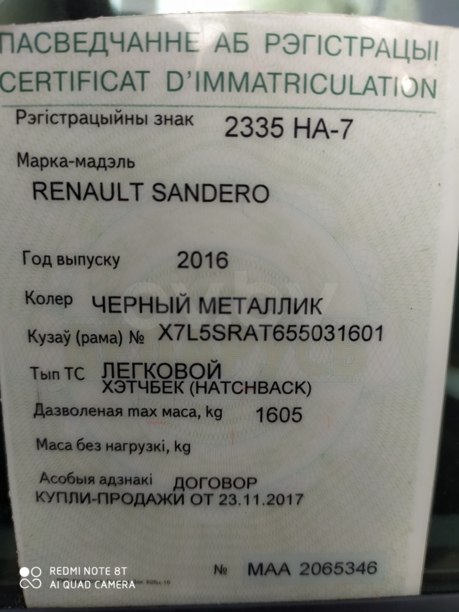 ПАСВЕДЧАННЕ АБ РЭГІСТРАЦЫІ
CERTIFICAT D'IMMATRICULATION
Рэгістрацыйны знак 2335 HA-7
Марка-мадэль
RENAULT SANDERO
Год выпуску 2016
Колер ЧЕРНЫЙ МЕТАЛЛИК
Кузаў (рама) № X7L5SRAT655031601
Тып ТС ЛЕГКОВОЙ
ХЭТЧБЕК (HATCHBACK)
Дазволеная max маса, kg 1605
Маса без нагрузкі, kg
Асобыя адзнакі ДОГОВОР
КУПЛИ-ПРОДАЖИ ОТ 23.11.2017
№ MAA 2065346
REDMI NOTE 8T
AI QUAD CAMERA